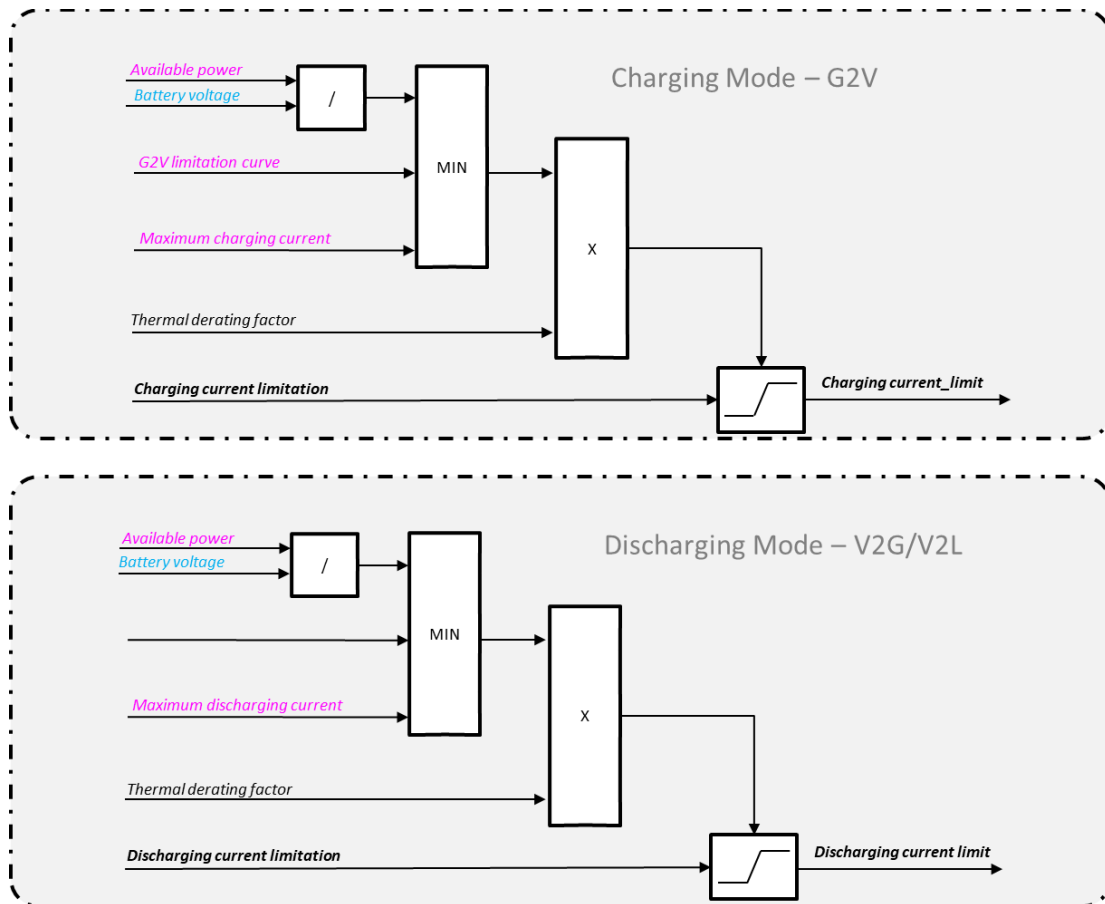 Available power
Charging Mode – G2V
Battery voltage
/
G2V limitation curve
MIN
Maximum charging current
X
Thermal derating factor
Charging current limitation
Charging current_limit
Available power
Discharging Mode – V2G/V2L
Battery voltage
/
MIN
Maximum discharging current
X
Thermal derating factor
Discharging current limitation
Discharging current limit